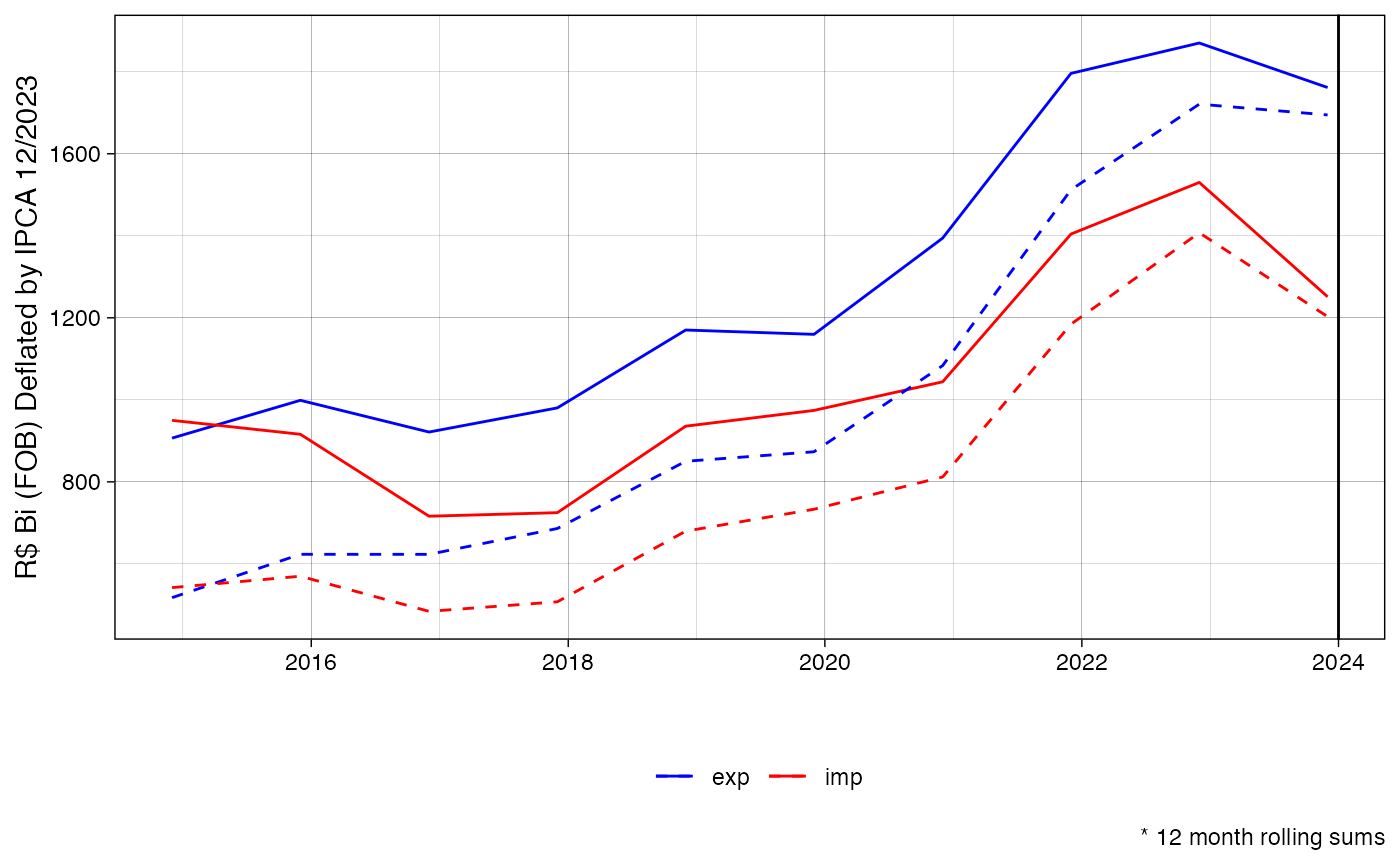 R$ Bi (FOB) Deflated by IPCA 12/2023
1600
1200
800
2016 2018 2020 2022 2024
exp imp
* 12 month rolling sums